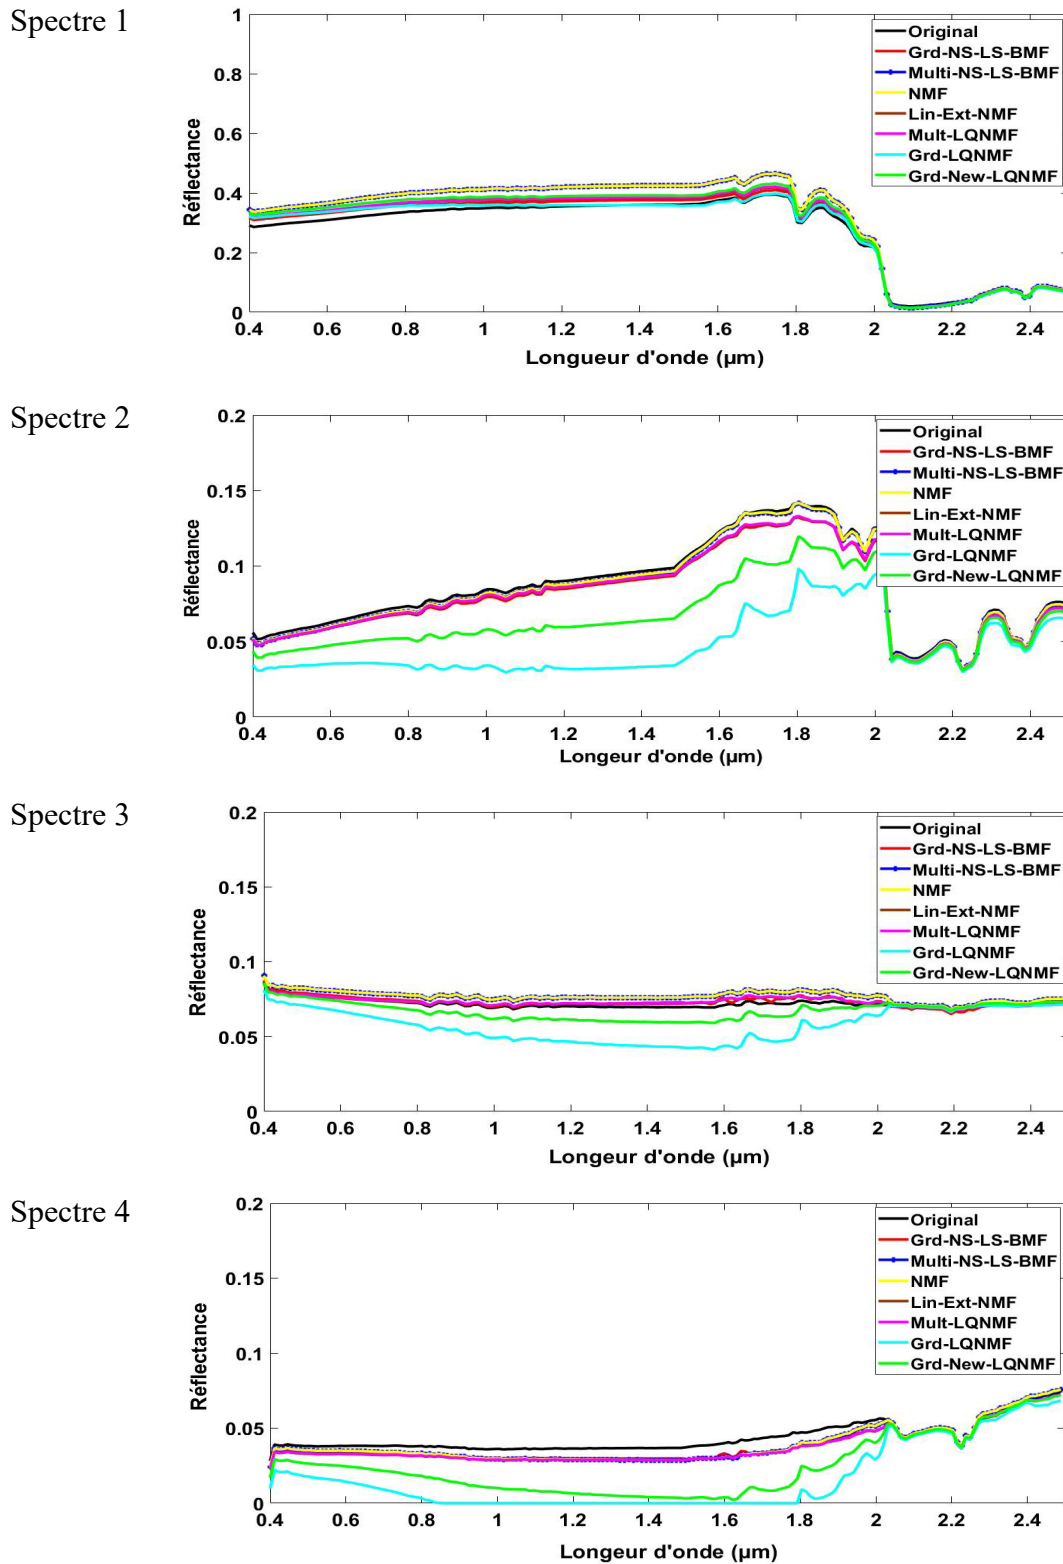 Spectre 1
1
0.8
0.6
0.4
0.2
0
Réflectance
0.4 0.6 0.8 1 1.2 1.4 1.6 1.8 2 2.2 2.4
Longueur d'onde (µm)
Original
Grd-NS-LS-BMF
Multi-NS-LS-BMF
NMF
Lin-Ext-NMF
Mult-LQNMF
Grd-LQNMF
Grd-New-LQNMF
Spectre 2
0.2
0.15
0.1
0.05
0
Réflectance
0.4 0.6 0.8 1 1.2 1.4 1.6 1.8 2 2.2 2.4
Longeur d'onde (µm)
Original
Grd-NS-LS-BMF
Multi-NS-LS-BMF
NMF
Lin-Ext-NMF
Mult-LQNMF
Grd-LQNMF
Grd-New-LQNMF
Spectre 3
0.2
0.15
0.1
0.05
0
Réflectance
0.4 0.6 0.8 1 1.2 1.4 1.6 1.8 2 2.2 2.4
Longeur d'onde (µm)
Original
Grd-NS-LS-BMF
Multi-NS-LS-BMF
NMF
Lin-Ext-NMF
Mult-LQNMF
Grd-LQNMF
Grd-New-LQNMF
Spectre 4
0.2
0.15
0.1
0.05
0
Réflectance
0.4 0.6 0.8 1 1.2 1.4 1.6 1.8 2 2.2 2.4
Longeur d'onde (µm)
Original
Grd-NS-LS-BMF
Multi-NS-LS-BMF
NMF
Lin-Ext-NMF
Mult-LQNMF
Grd-LQNMF
Grd-New-LQNMF